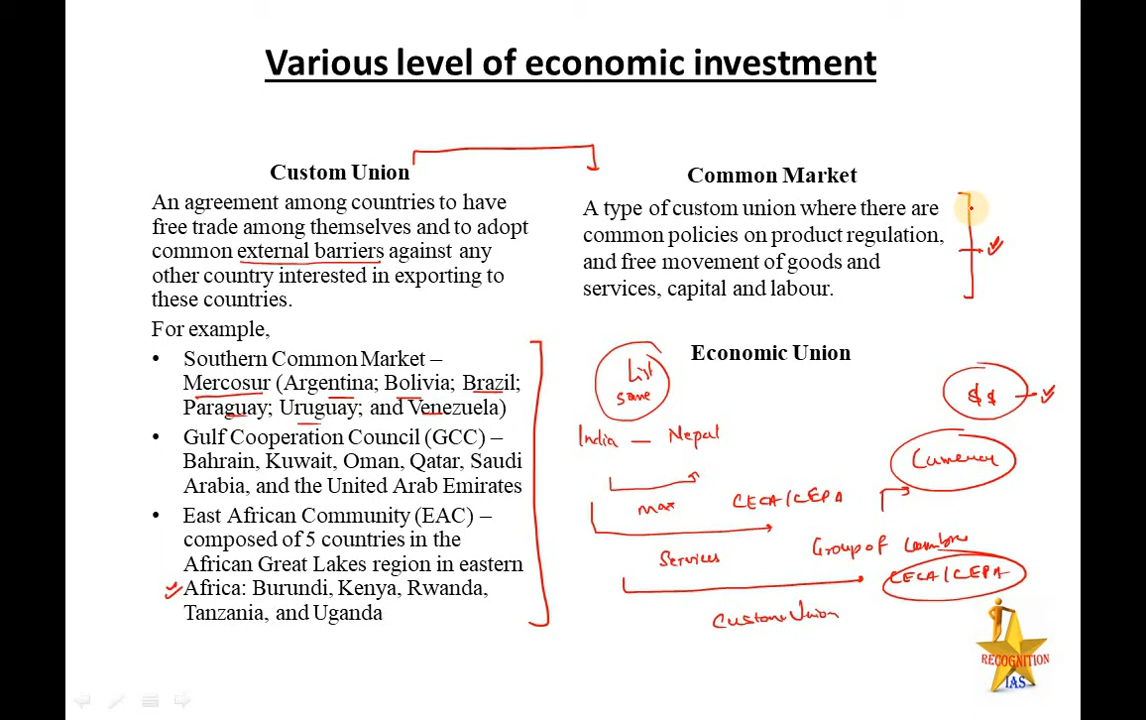 Various level of economic investment
Custom Union
An agreement among countries to have
free trade among themselves and to adopt
common external barriers against any
other country interested in exporting to
these countries.
For example,
• Southern Common Market –
Mercosur (Argentina; Bolivia; Brazil;
Paraguay; Uruguay; and Venezuela)
• Gulf Cooperation Council (GCC) –
Bahrain, Kuwait, Oman, Qatar, Saudi
Arabia, and the United Arab Emirates
• East African Community (EAC) –
composed of 5 countries in the
African Great Lakes region in eastern
Africa: Burundi, Kenya, Rwanda,
Tanzania, and Uganda
Common Market
A type of custom union where there are
common policies on product regulation,
and free movement of goods and
services, capital and labour.
Economic Union
List
same
$ $
India — Nepal
Currency
max
CECA/CEPA
Services
Group of
CECA/CEPA
Custom Union
RECOGNITION
IAS